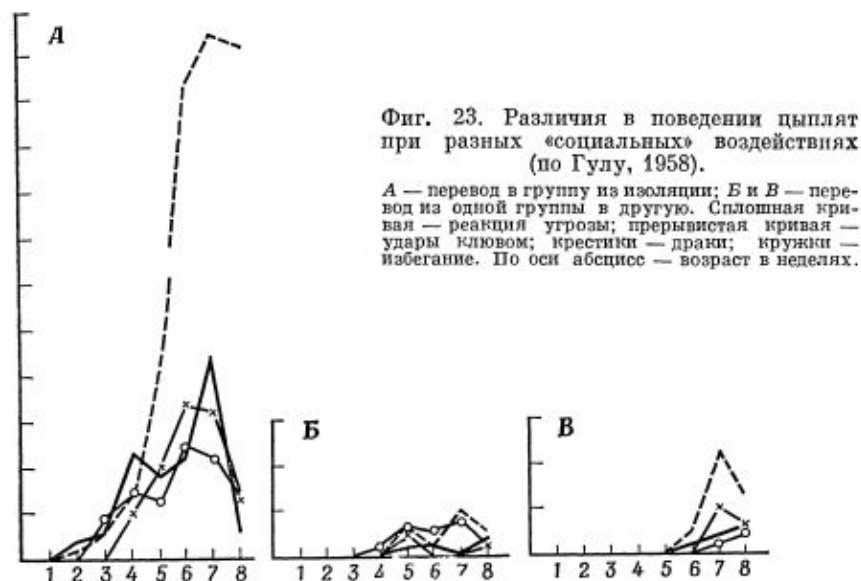 А
Фиг. 23. Различия в поведении цыплят
при разных «социальных» воздействиях
(по Гулу, 1958).
А — перевод в группу из изоляции; Б и В — пере-
вод из одной группы в другую. Сплошная кри-
вая — реакция угрозы; прерывистая кривая —
удары клювом; крестики — драки; кружки —
избегание. По оси абсцисс — возраст в неделях.
Б
В
1 2 3 4 5 6 7 8
1 2 3 4 5 6 7 8
1 2 3 4 5 6 7 8